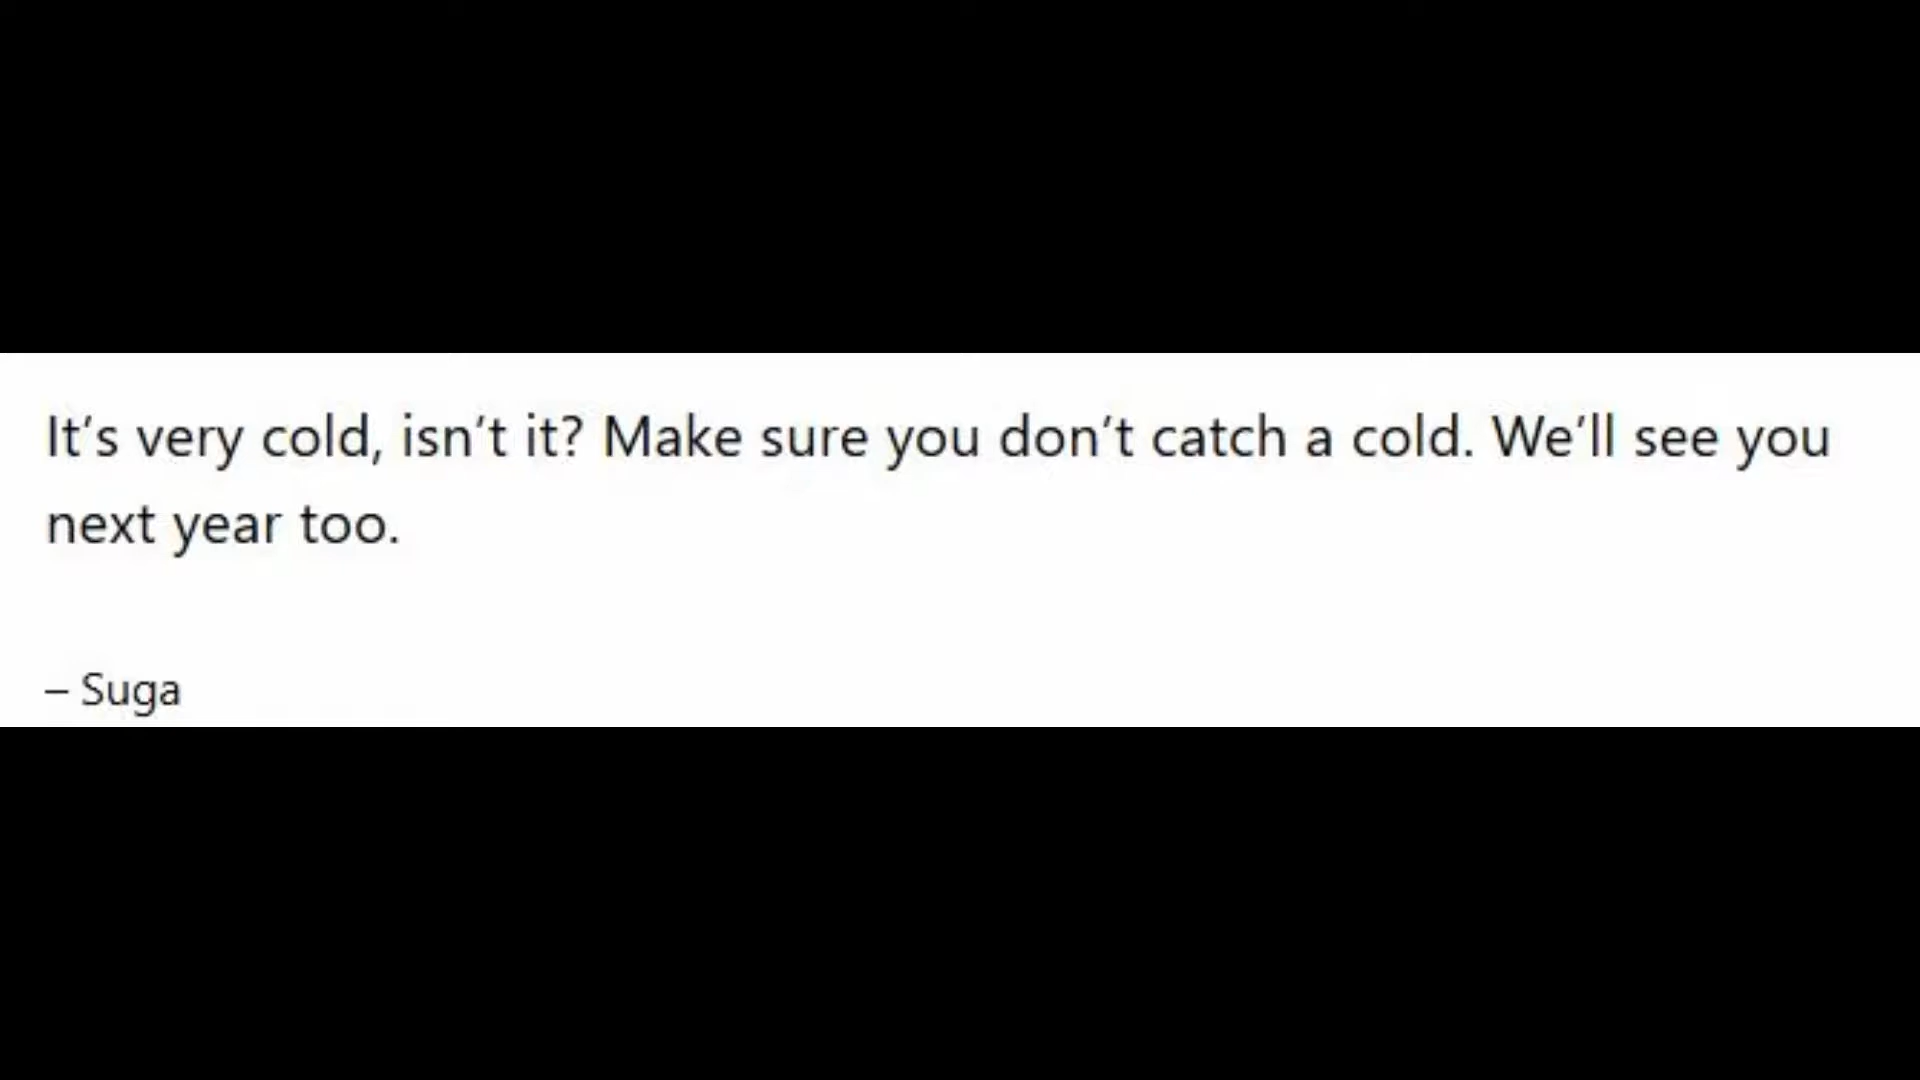 It’s very cold, isn’t it? Make sure you don’t catch a cold. We’ll see you
next year too.
– Suga